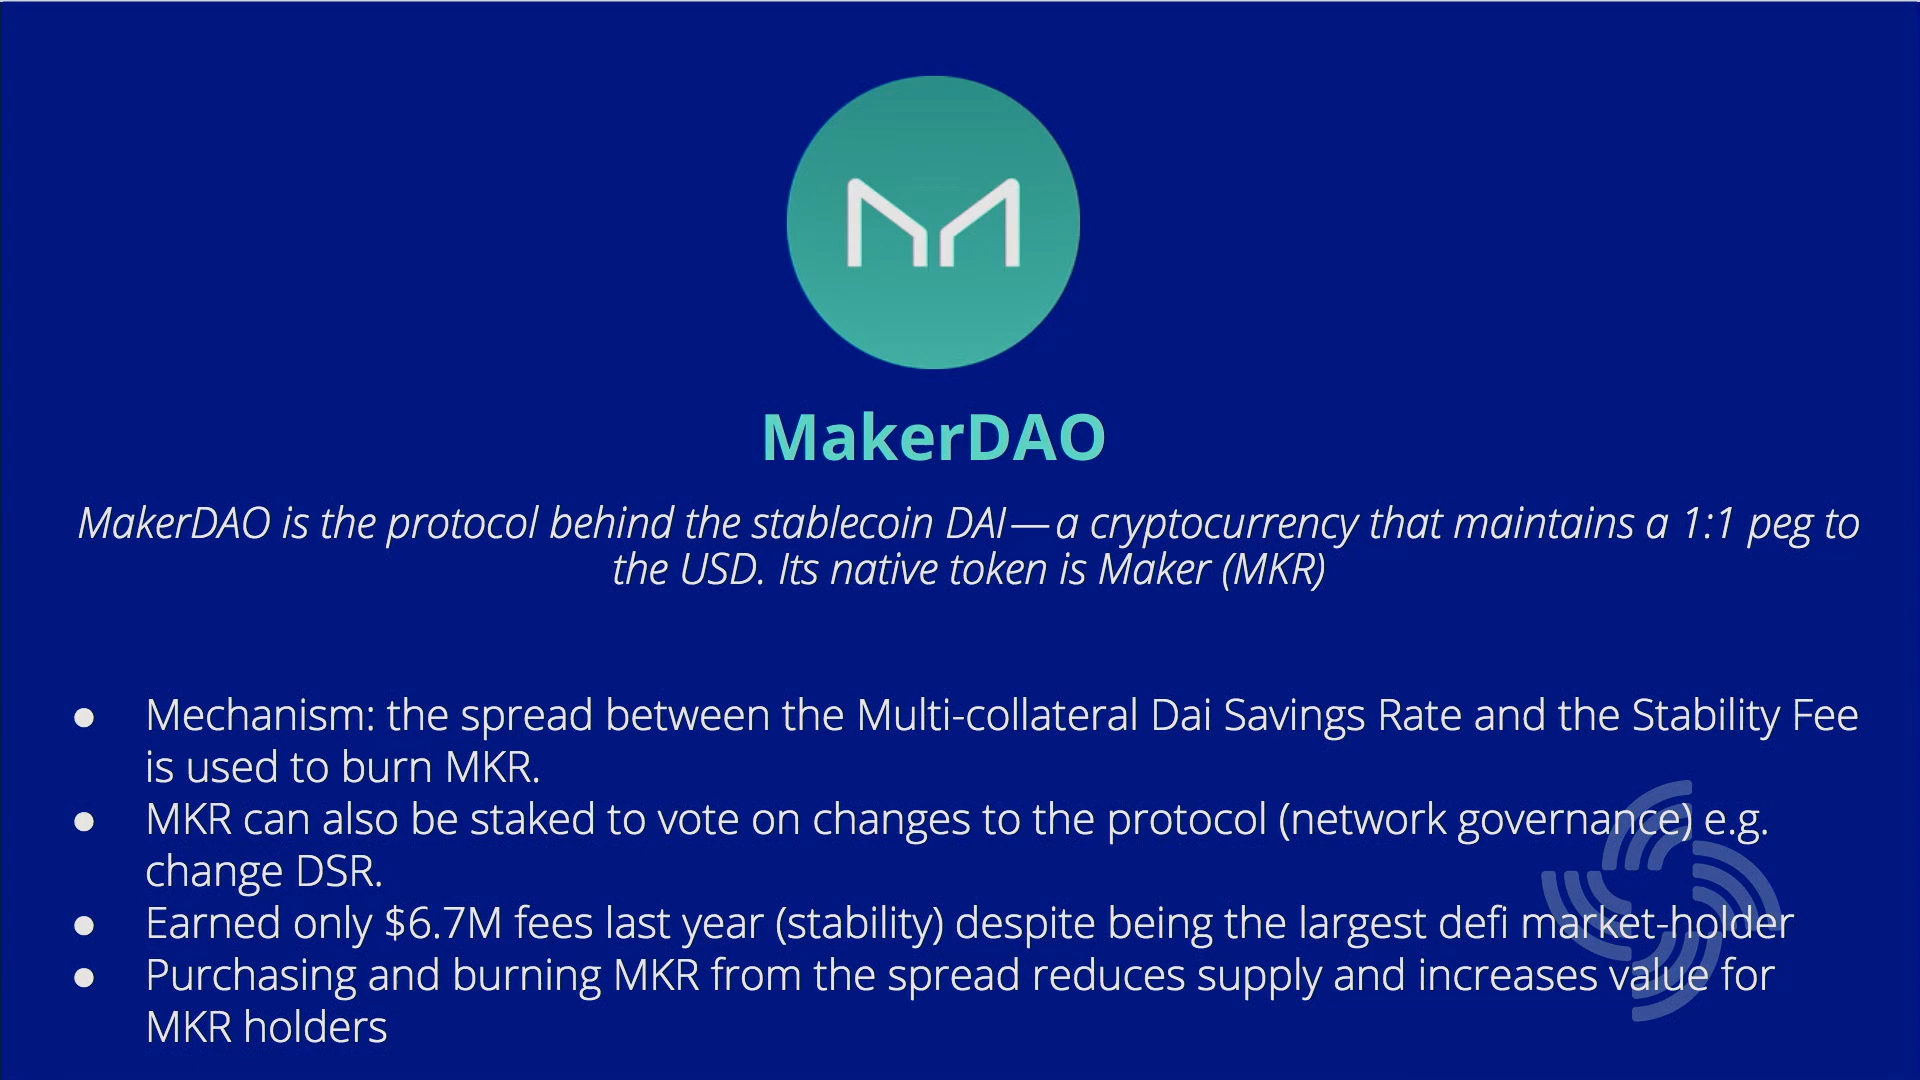 MakerDAO
MakerDAO is the protocol behind the stablecoin DAI — a cryptocurrency that maintains a 1:1 peg to
the USD. Its native token is Maker (MKR)
● Mechanism: the spread between the Multi-collateral Dai Savings Rate and the Stability Fee
is used to burn MKR.
● MKR can also be staked to vote on changes to the protocol (network governance) e.g.
change DSR.
● Earned only $6.7M fees last year (stability) despite being the largest defi market-holder
● Purchasing and burning MKR from the spread reduces supply and increases value for
MKR holders